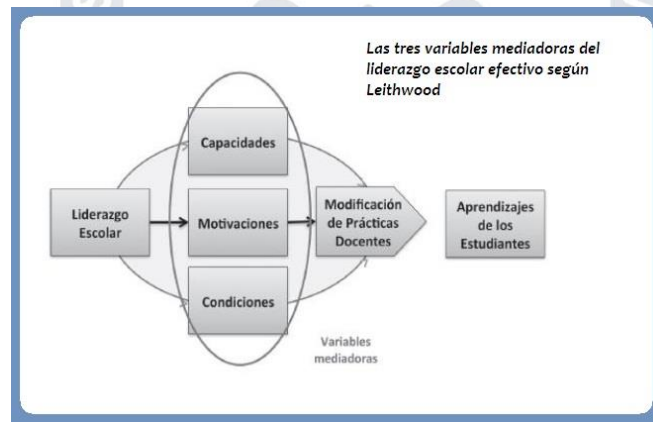 Las tres variables mediadoras del
liderazgo escolar efectivo según
Leithwood
Capacidades
Liderazgo
Escolar
Motivaciones
Modificación
de Prácticas
Docentes
Aprendizajes
de los
Estudiantes
Condiciones
Variables
mediadoras